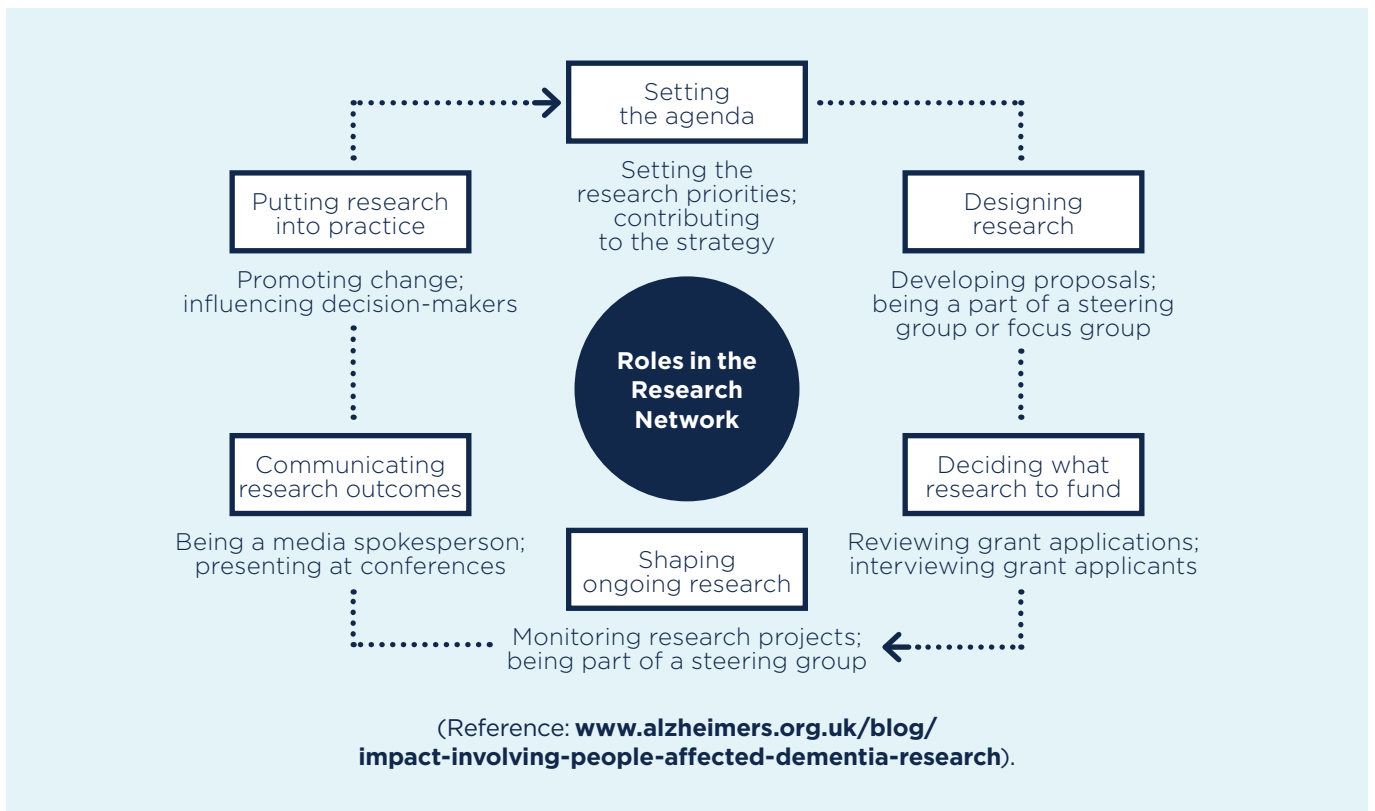 Setting
the agenda
Setting the
research priorities;
contributing
to the strategy
Designing
research
Developing proposals;
being a part of a steering
group or focus group
Deciding what
research to fund
Reviewing grant applications;
interviewing grant applicants
Shaping
ongoing research
Monitoring research projects;
being part of a steering group
Communicating
research outcomes
Being a media spokesperson;
presenting at conferences
Putting research
into practice
Promoting change;
influencing decision-makers
Roles in the
Research
Network
(Reference: www.alzheimers.org.uk/blog/
impact-involving-people-affected-dementia-research).